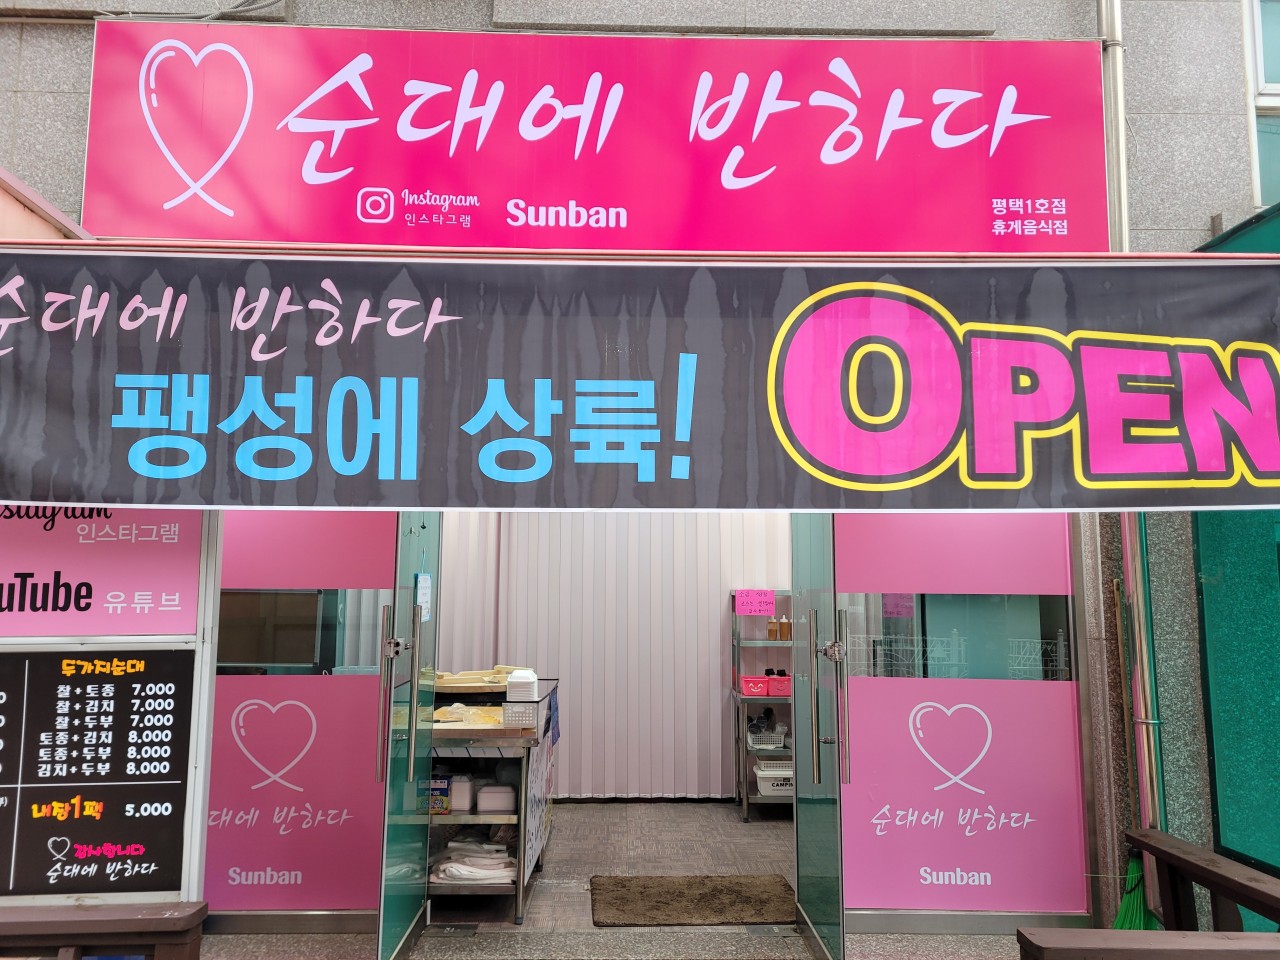 순대에 반하다
Instagram
인스타그램
Sunban
평택1호점
휴게음식점
순대에 반하다
팽성에 상륙!
OPEN
Instagram
인스타그램
uTube 유튜브
두가지순대
찰+토종 7.000
찰+김치 7.000
찰+두부 7.000
토종+김치 8.000
토종+두부 8.000
김치+두부 8.000
내장1팩 5.000
감사합니다
순대에 반하다
대에 반하다
Sunban
순대에 반하다
Sunban